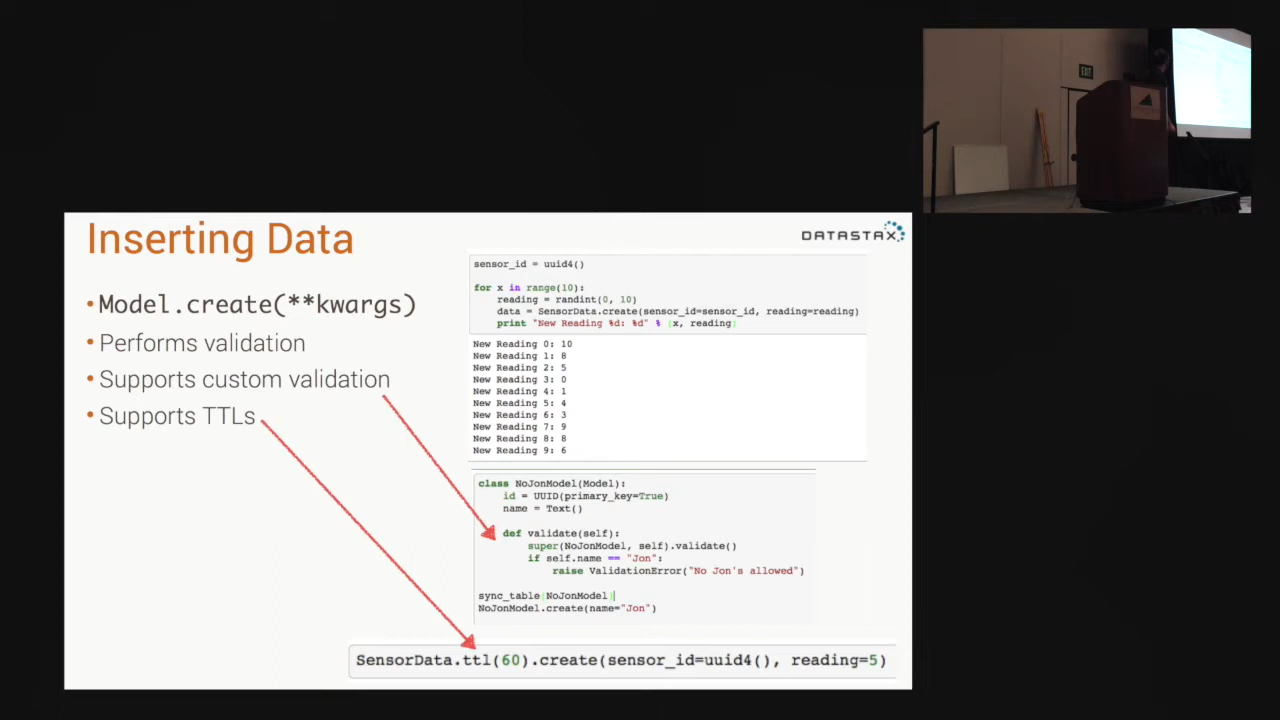 EXIT
Inserting Data
DATASTAX
• Model.create(**kwargs)
• Performs validation
• Supports custom validation
• Supports TTLs
sensor_id = uuid4()
for x in range(10):
    reading = randint(0, 10)
    data = SensorData.create(sensor_id=sensor_id, reading=reading)
    print "New Reading %d: %d" % (x, reading)
New Reading 0: 10
New Reading 1: 8
New Reading 2: 5
New Reading 3: 0
New Reading 4: 1
New Reading 5: 4
New Reading 6: 3
New Reading 7: 9
New Reading 8: 8
New Reading 9: 6
class NoJonModel(Model):
    id = UUID(primary_key=True)
    name = Text()
    def validate(self):
        super(NoJonModel, self).validate()
        if self.name == "Jon":
            raise ValidationError("No Jon's allowed")
sync_table(NoJonModel)
NoJonModel.create(name="Jon")
SensorData.ttl(60).create(sensor_id=uuid4(), reading=5)